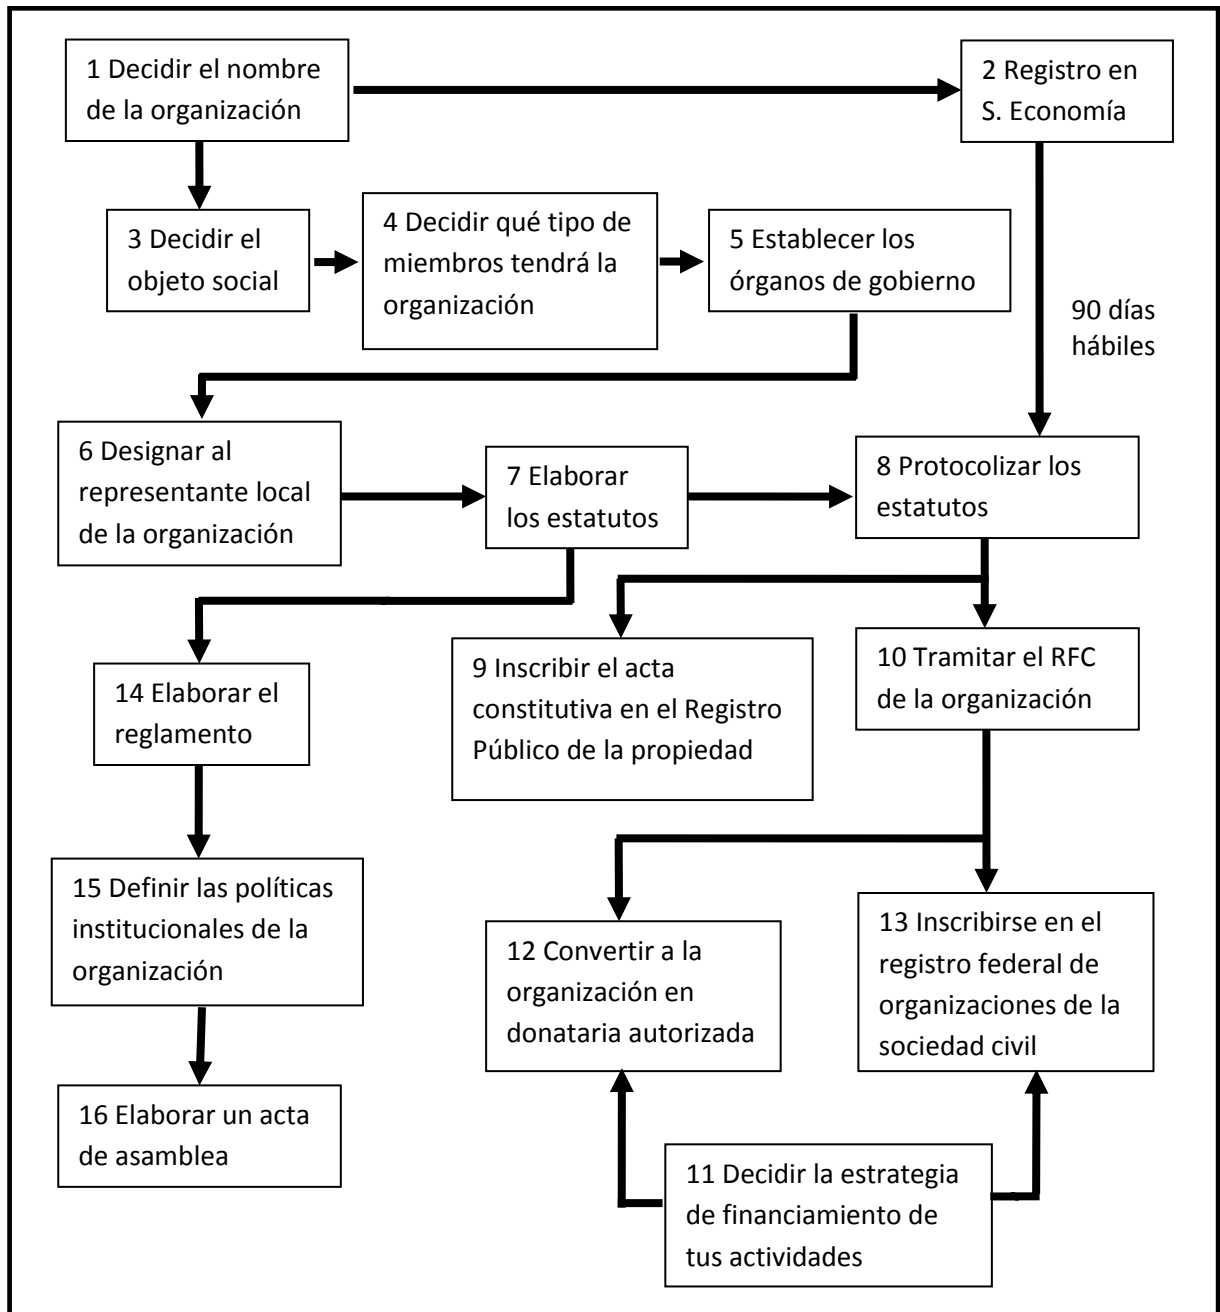 1 Decidir el nombre
de la organización
2 Registro en
S. Economía
3 Decidir el
objeto social
4 Decidir qué tipo de
miembros tendrá la
organización
5 Establecer los
órganos de gobierno
90 días
hábiles
6 Designar al
representante local
de la organización
7 Elaborar
los estatutos
8 Protocolizar los
estatutos
9 Inscribir el acta
constitutiva en el Registro
Público de la propiedad
10 Tramitar el RFC
de la organización
14 Elaborar el
reglamento
15 Definir las políticas
institucionales de la
organización
12 Convertir a la
organización en
donataria autorizada
13 Inscribirse en el
registro federal de
organizaciones de la
sociedad civil
16 Elaborar un acta
de asamblea
11 Decidir la estrategia
de financiamiento de
tus actividades